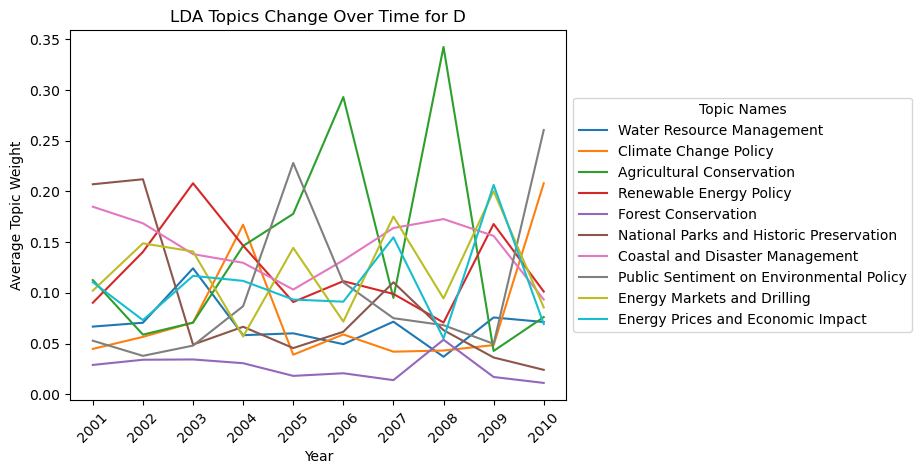 LDA Topics Change Over Time for D
Average Topic Weight
0.35
0.30
0.25
0.20
0.15
0.10
0.05
0.00
2001
2002
2003
2004
2005
2006
2007
2008
2009
2010
Year
Topic Names
Water Resource Management
Climate Change Policy
Agricultural Conservation
Renewable Energy Policy
Forest Conservation
National Parks and Historic Preservation
Coastal and Disaster Management
Public Sentiment on Environmental Policy
Energy Markets and Drilling
Energy Prices and Economic Impact